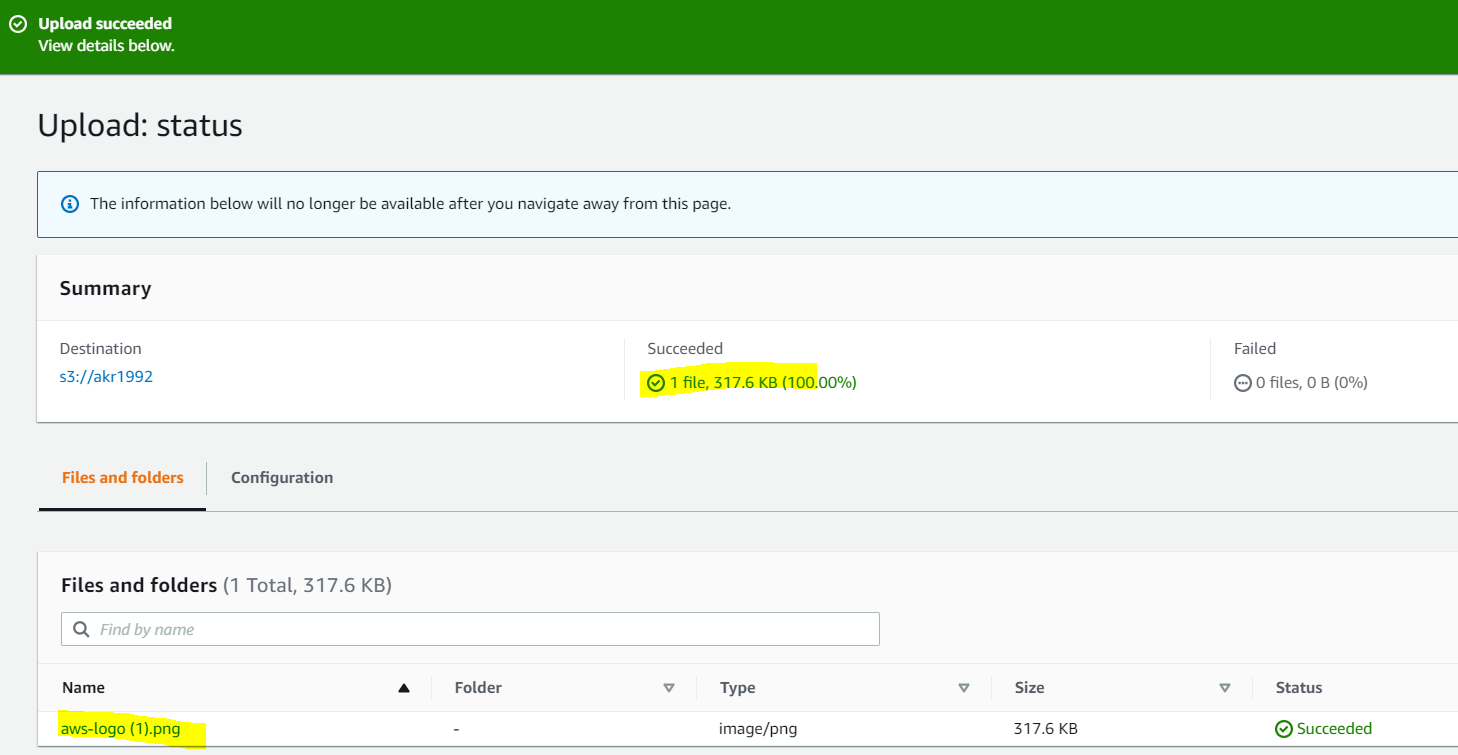 Upload succeeded
View details below.
Upload: status
The information below will no longer be available after you navigate away from this page.
Summary
Destination
s3://akr1992
Succeeded
1 file, 317.6 KB (100.00%)
Failed
0 files, 0 B (0%)
Files and folders
Configuration
Files and folders (1 Total, 317.6 KB)
Find by name
Name Folder Type Size Status
aws-logo (1).png - image/png 317.6 KB Succeeded